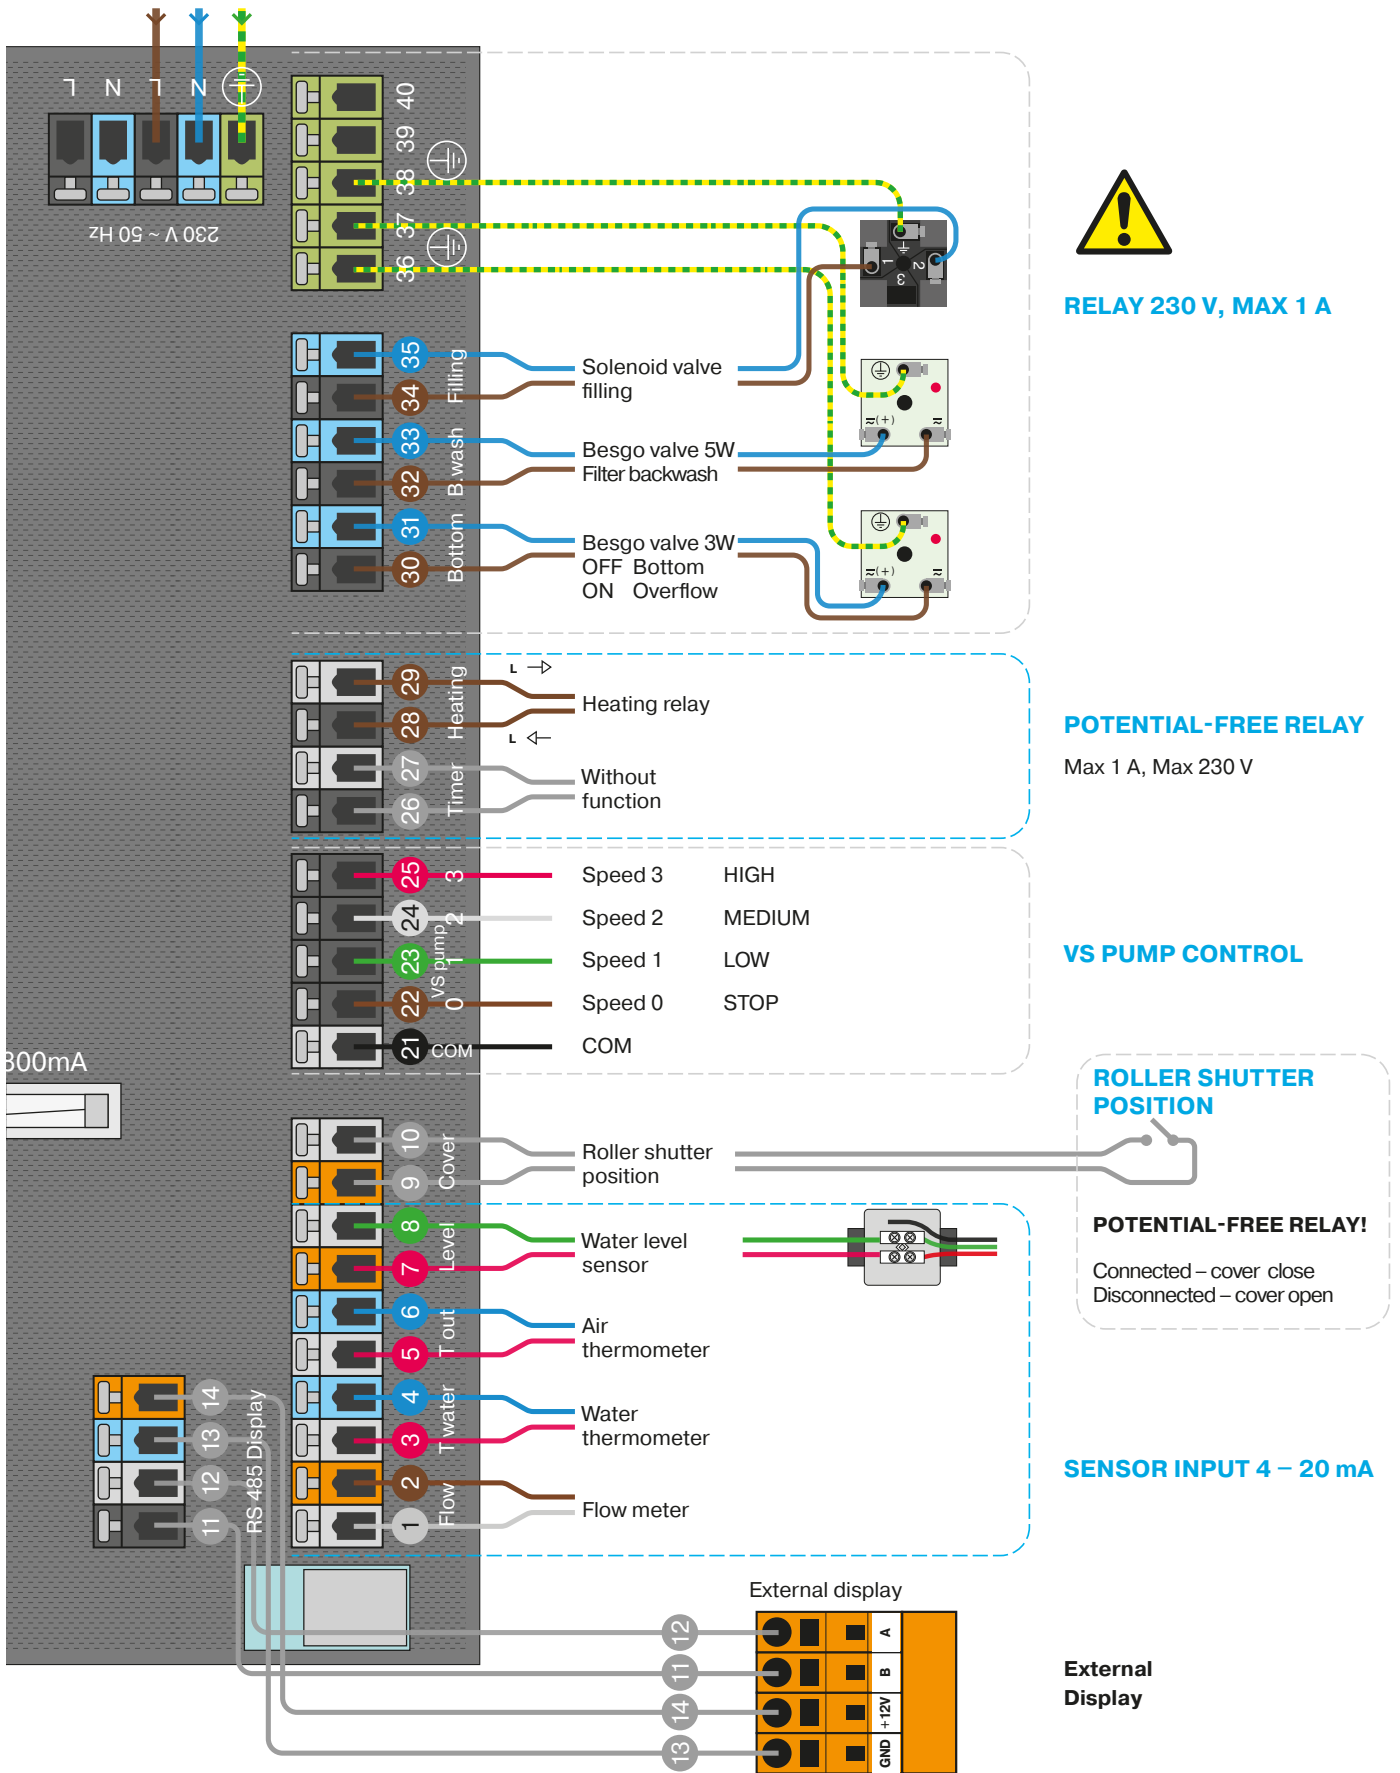 L N L N
230 V ~ 50 Hz
40
39
38
37
36
1 2 3
RELAY 230 V, MAX 1 A
35
34
Filling
Solenoid valve
filling
33
32
B.wash
Besgo valve 5W
Filter backwash
≂(+) ≂
31
30
Bottom
Besgo valve 3W
OFF Bottom
ON Overflow
≂(+) ≂
29
28
Heating
L
Heating relay
L
27
26
Timer
Without
function
POTENTIAL-FREE RELAY
Max 1 A, Max 230 V
25 3 Speed 3 HIGH
24 2 Speed 2 MEDIUM
23 1 Speed 1 LOW
22 0 Speed 0 STOP
VS pump
21 COM COM
VS PUMP CONTROL
300mA
10
9
Cover
Roller shutter
position
ROLLER SHUTTER
POSITION
POTENTIAL-FREE RELAY!
Connected – cover close
Disconnected – cover open
8
7
Level
Water level
sensor
6
5
T out
Air
thermometer
4
3
T water
Water
thermometer
2
1
Flow
Flow meter
SENSOR INPUT 4 – 20 mA
14
13
12
11
RS 485 Display
External display
12 A
11 B
14 +12V
13 GND
External
Display